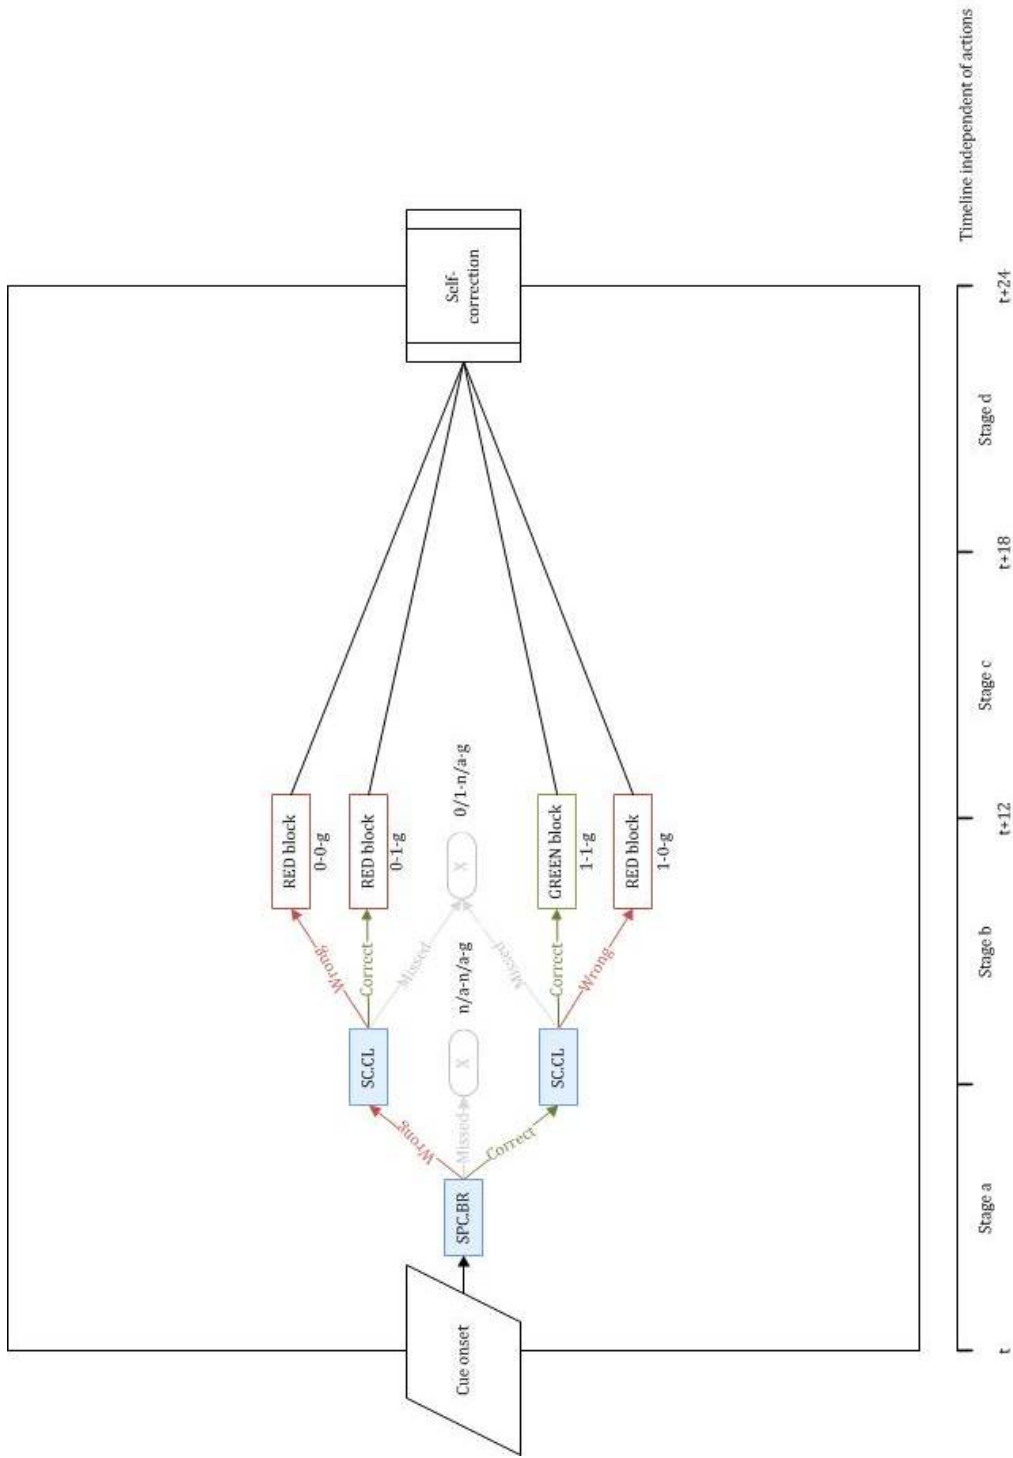 Cue onset
SPC.BR
Wrong
Missed
Correct
SC.CL
X
n/a-n/a-g
SC.CL
Wrong
Correct
Missed
Missed
Correct
Wrong
RED block
0-0-g
RED block
0-1-g
X
0/1-n/a-g
GREEN block
1-1-g
RED block
1-0-g
Self-
correction
Stage a
Stage b
Stage c
Stage d
t
t+12
t+18
t+24
Timeline independent of actions